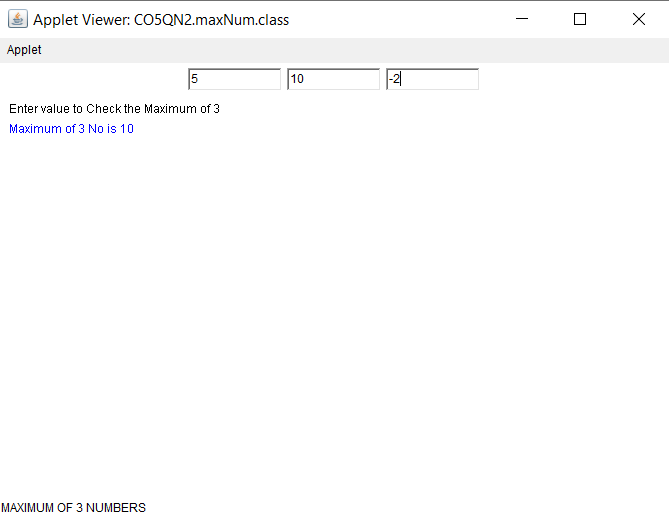 Applet Viewer: CO5QN2.maxNum.class
Applet
5 10 -2
Enter value to Check the Maximum of 3
Maximum of 3 No is 10
MAXIMUM OF 3 NUMBERS